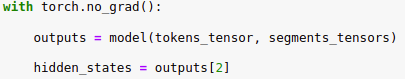 with torch.no_grad():
outputs = model(tokens_tensor, segments_tensors)
hidden_states = outputs[2]